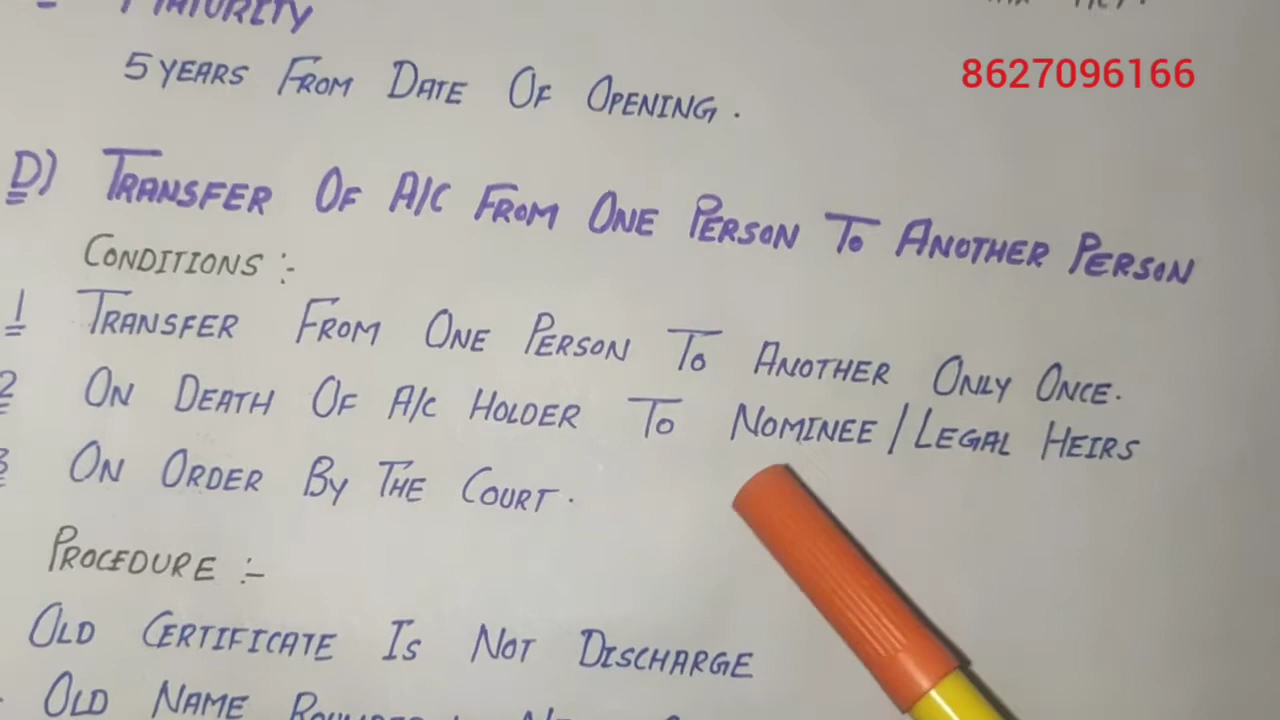 MATURITY
8627096166
5 YEARS FROM DATE OF OPENING.
D) TRANSFER OF A/C FROM ONE PERSON TO ANOTHER PERSON
CONDITIONS :-
1 TRANSFER FROM ONE PERSON TO ANOTHER ONLY ONCE.
2 ON DEATH OF A/C HOLDER TO NOMINEE / LEGAL HEIRS
3 ON ORDER BY THE COURT.
PROCEDURE :-
OLD CERTIFICATE IS NOT DISCHARGE
OLD NAME